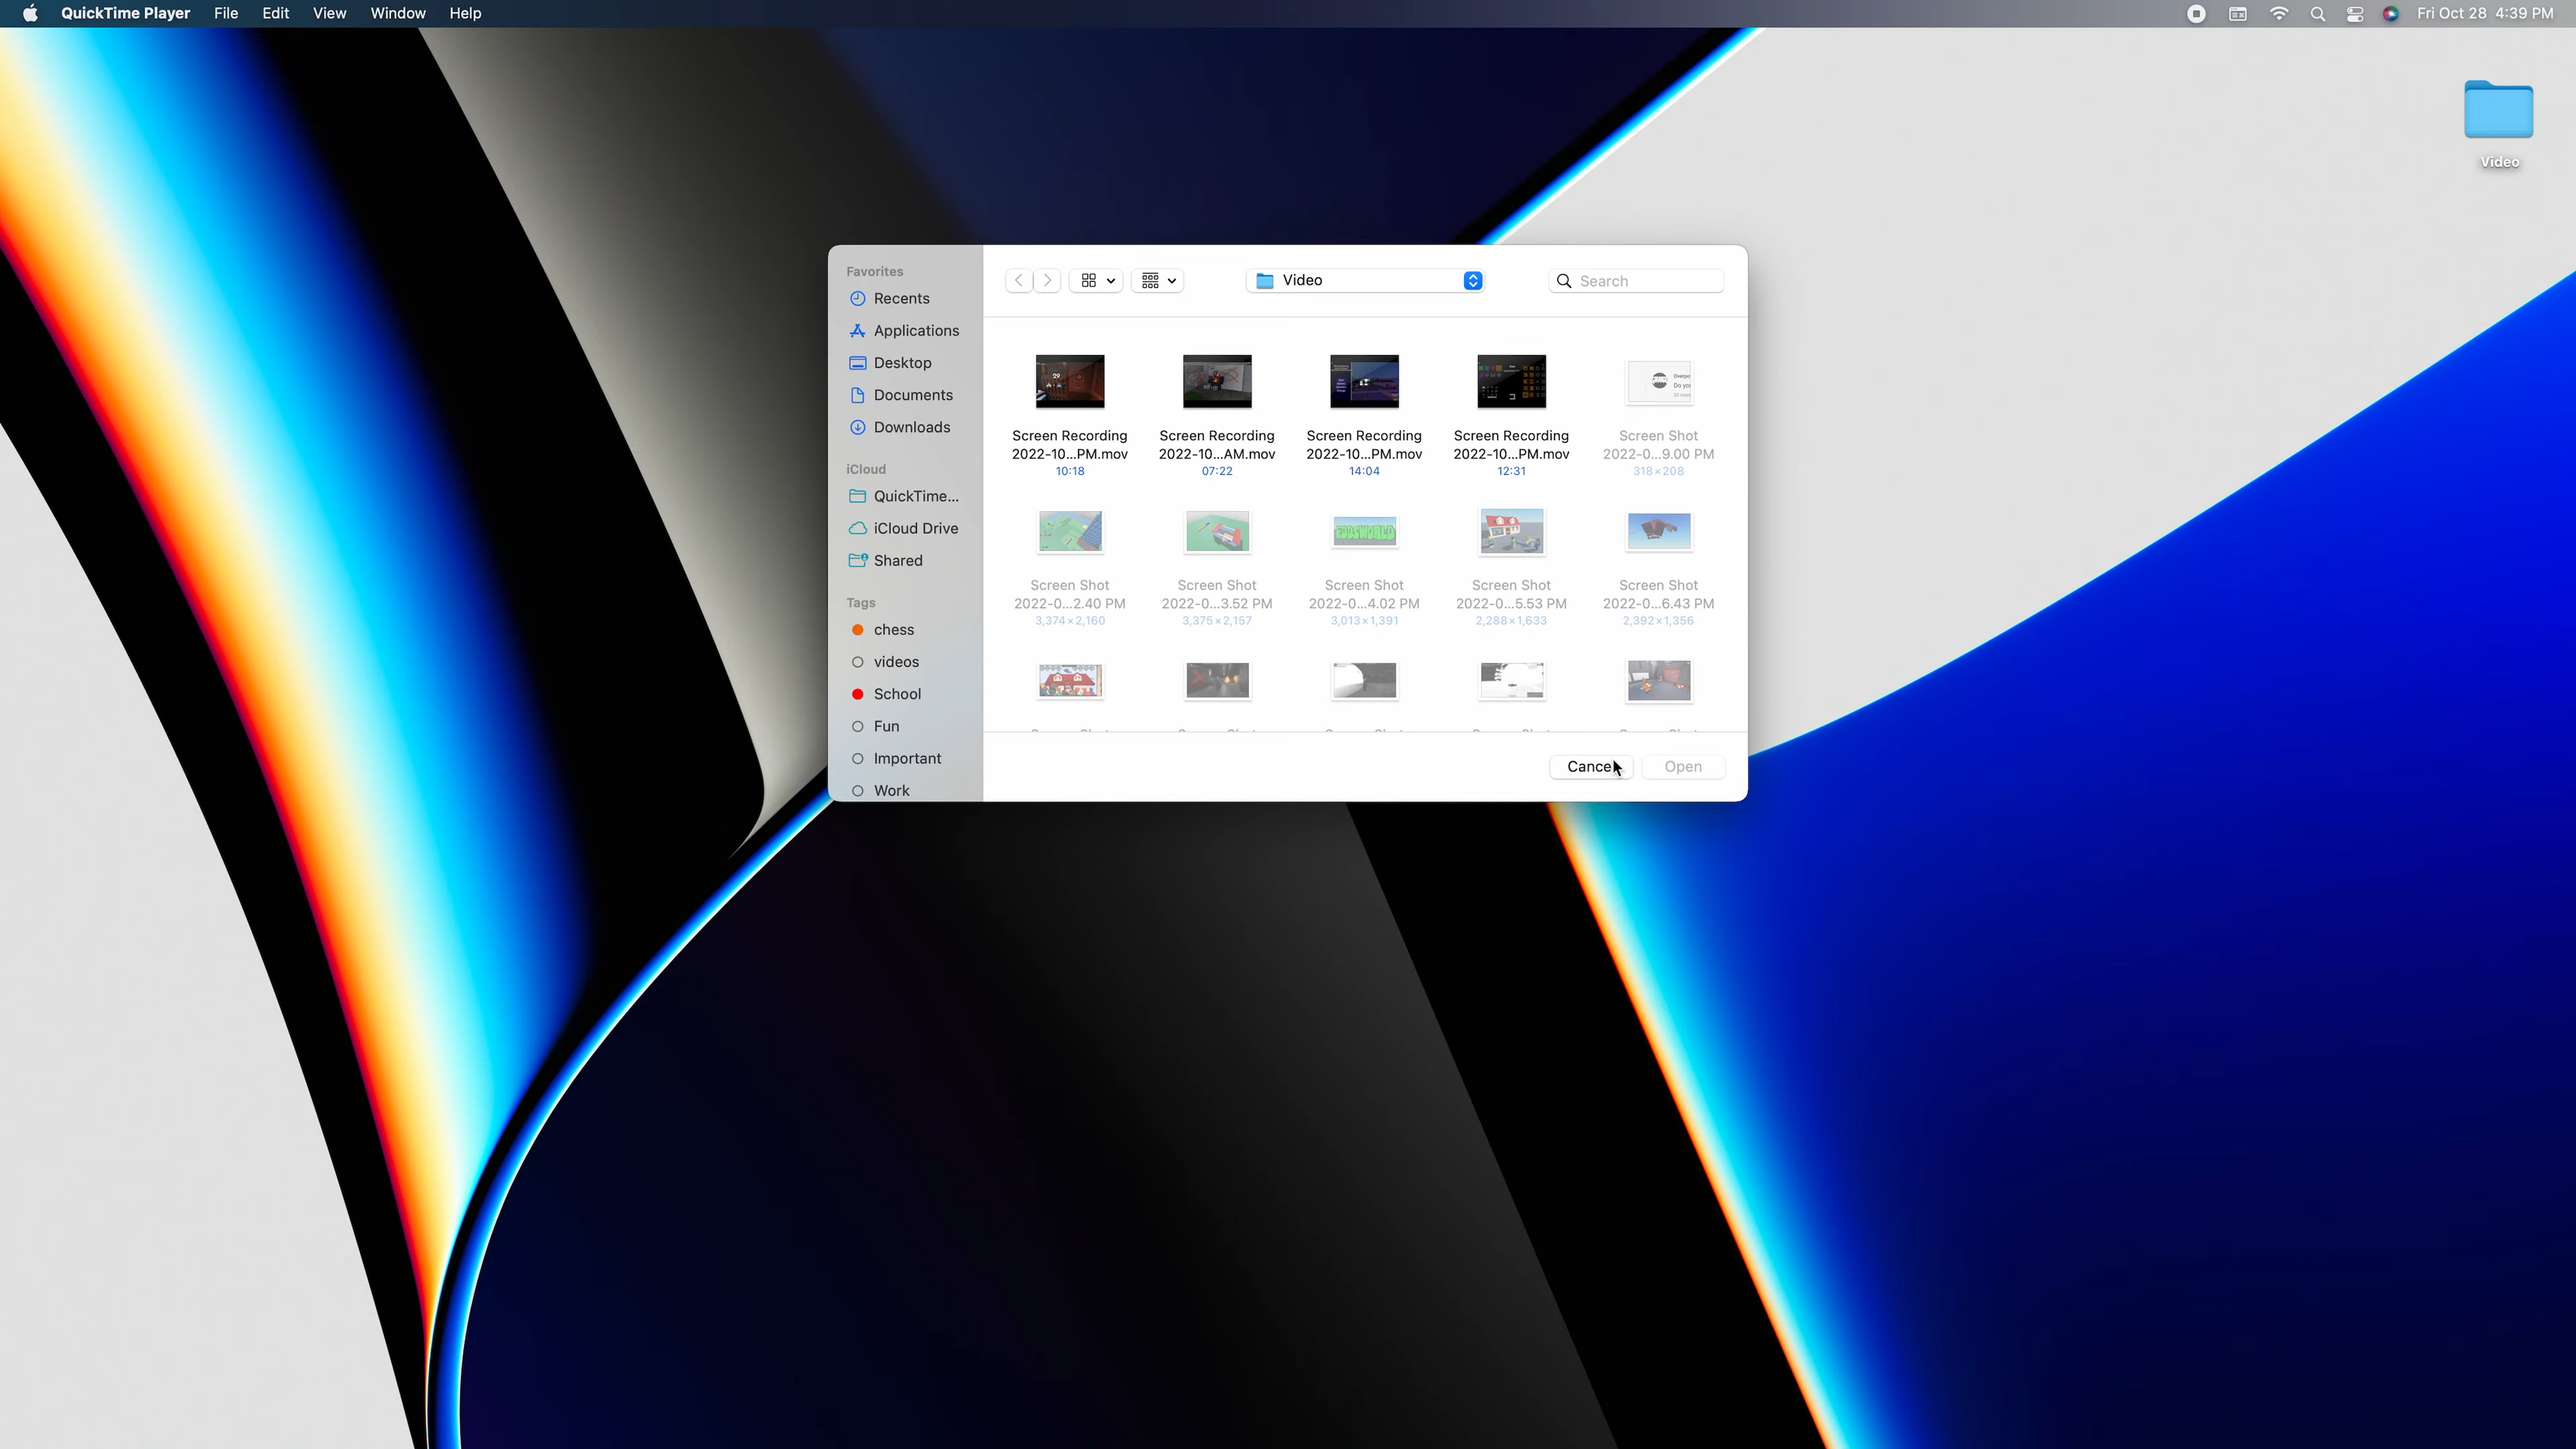 QuickTime Player File Edit View Window Help Fri Oct 28 4:39 PM
Video
Favorites
Recents
Applications
Desktop
Documents
Downloads
iCloud
QuickTime...
iCloud Drive
Shared
Tags
chess
videos
School
Fun
Important
Work
Video
Search
Screen Recording
2022-10...PM.mov
10:18
Screen Recording
2022-10...AM.mov
07:22
Screen Recording
2022-10...PM.mov
14:04
Screen Recording
2022-10...PM.mov
12:31
Screen Shot
2022-0...9.00 PM
318×208
Screen Shot
2022-0...2.40 PM
3,374×2,160
Screen Shot
2022-0...3.52 PM
3,375×2,157
EDDSWORLD
Screen Shot
2022-0...4.02 PM
3,013×1,391
Screen Shot
2022-0...5.53 PM
2,288×1,633
Screen Shot
2022-0...6.43 PM
2,392×1,356
Cancel
Open